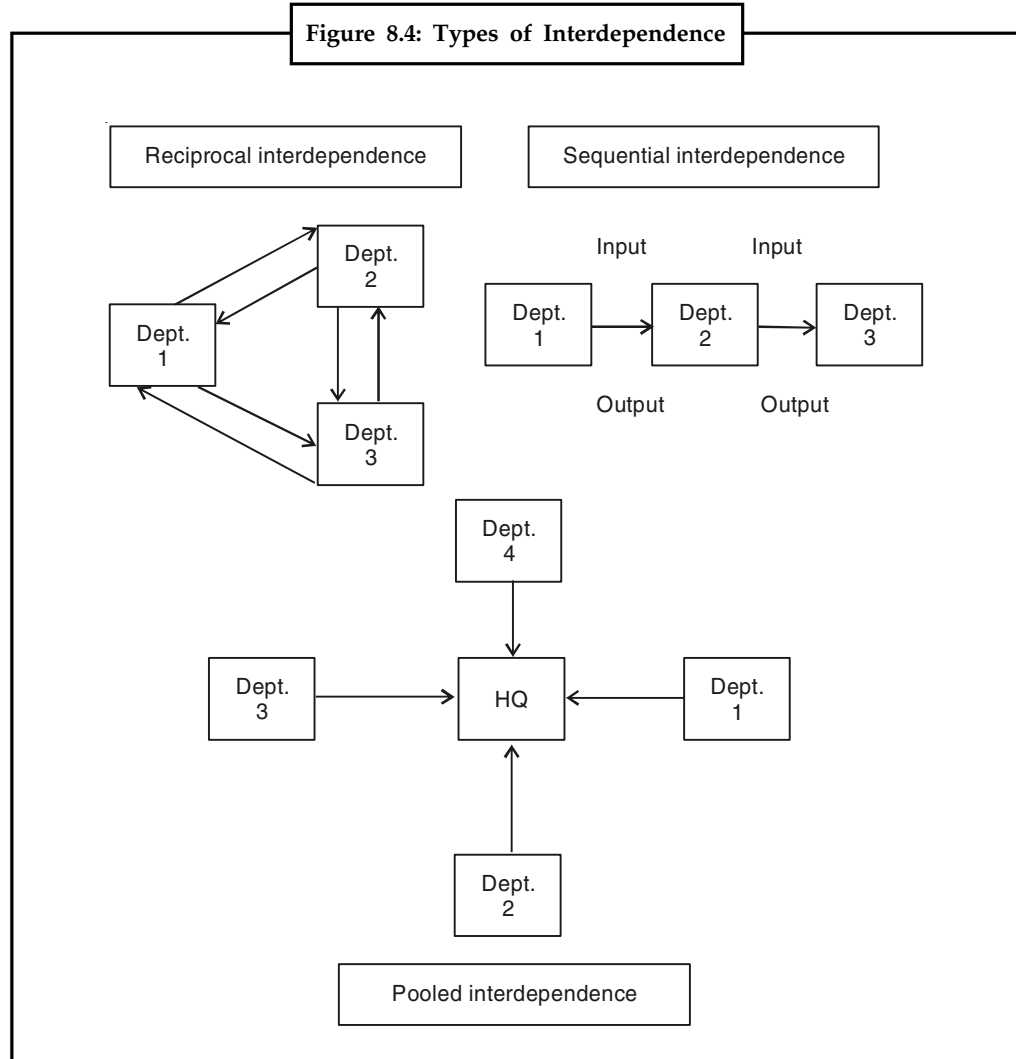 Figure 8.4: Types of Interdependence
Reciprocal interdependence
Dept.
1
Dept.
2
Dept.
3
Sequential interdependence
Input
Input
Dept.
1
Dept.
2
Dept.
3
Output
Output
Dept.
4
Dept.
3
HQ
Dept.
1
Dept.
2
Pooled interdependence